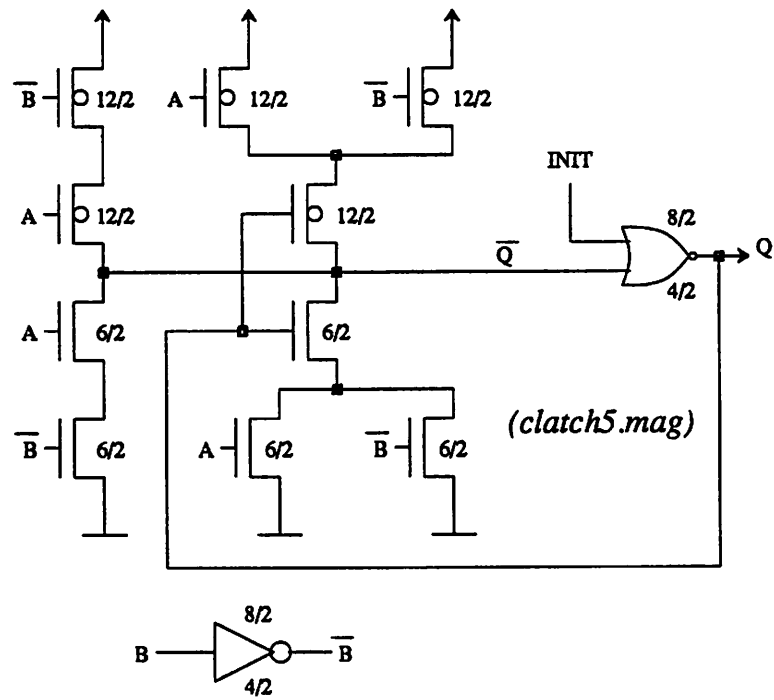 B̅ 12/2 A 12/2 B̅ 12/2
INIT
A 12/2 12/2 8/2
Q̅ Q
4/2
A 6/2 6/2
(clatch5.mag)
B̅ 6/2 A 6/2 B̅ 6/2
8/2
B B̅
4/2